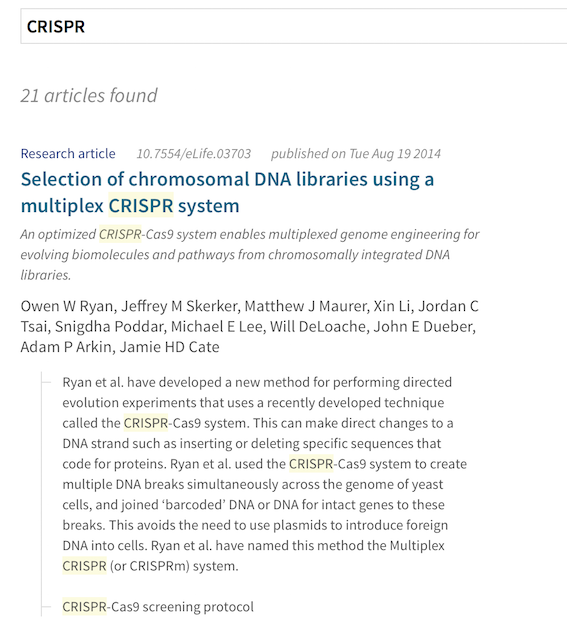 CRISPR
21 articles found
Research article 10.7554/eLife.03703 published on Tue Aug 19 2014
Selection of chromosomal DNA libraries using a
multiplex CRISPR system
An optimized CRISPR-Cas9 system enables multiplexed genome engineering for
evolving biomolecules and pathways from chromosomally integrated DNA
libraries.
Owen W Ryan, Jeffrey M Skerker, Matthew J Maurer, Xin Li, Jordan C
Tsai, Snigdha Poddar, Michael E Lee, Will DeLoache, John E Dueber,
Adam P Arkin, Jamie HD Cate
Ryan et al. have developed a new method for performing directed
evolution experiments that uses a recently developed technique
called the CRISPR-Cas9 system. This can make direct changes to a
DNA strand such as inserting or deleting specific sequences that
code for proteins. Ryan et al. used the CRISPR-Cas9 system to create
multiple DNA breaks simultaneously across the genome of yeast
cells, and joined ‘barcoded’ DNA or DNA for intact genes to these
breaks. This avoids the need to use plasmids to introduce foreign
DNA into cells. Ryan et al. have named this method the Multiplex
CRISPR (or CRISPRm) system.
CRISPR-Cas9 screening protocol